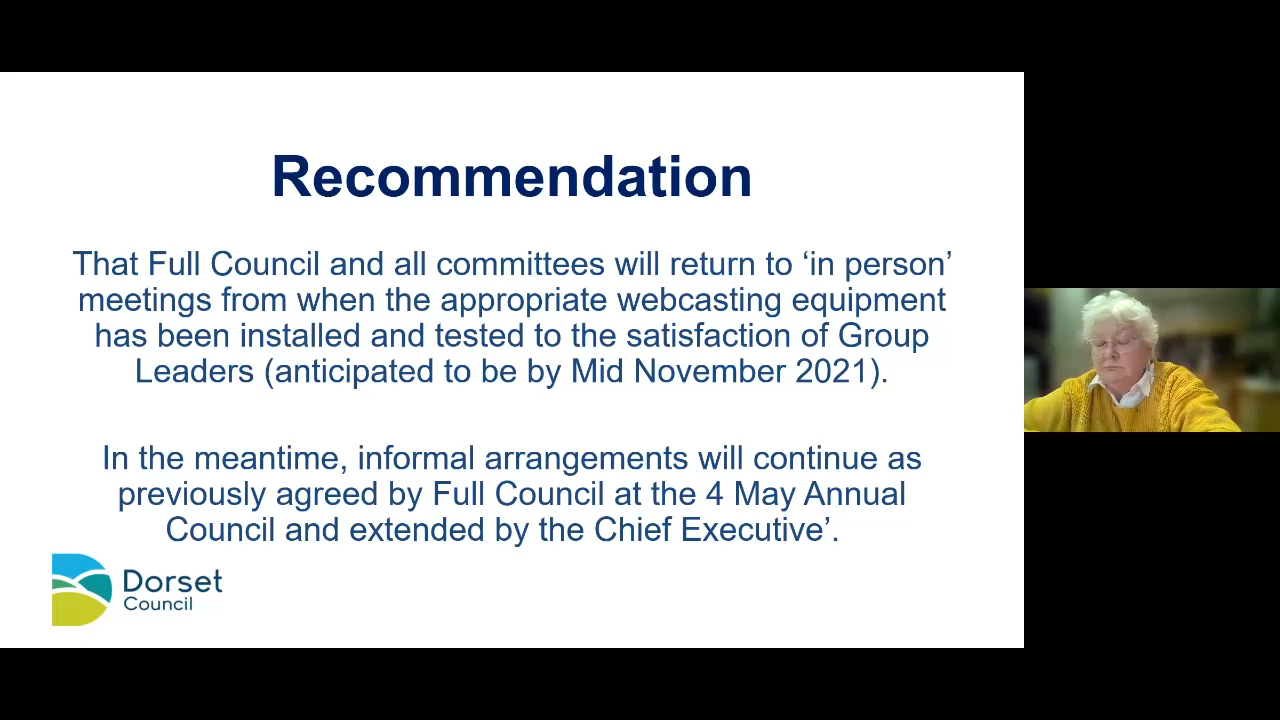 Recommendation
That Full Council and all committees will return to ‘in person’
meetings from when the appropriate webcasting equipment
has been installed and tested to the satisfaction of Group
Leaders (anticipated to be by Mid November 2021).
In the meantime, informal arrangements will continue as
previously agreed by Full Council at the 4 May Annual
Council and extended by the Chief Executive’.
Dorset
Council